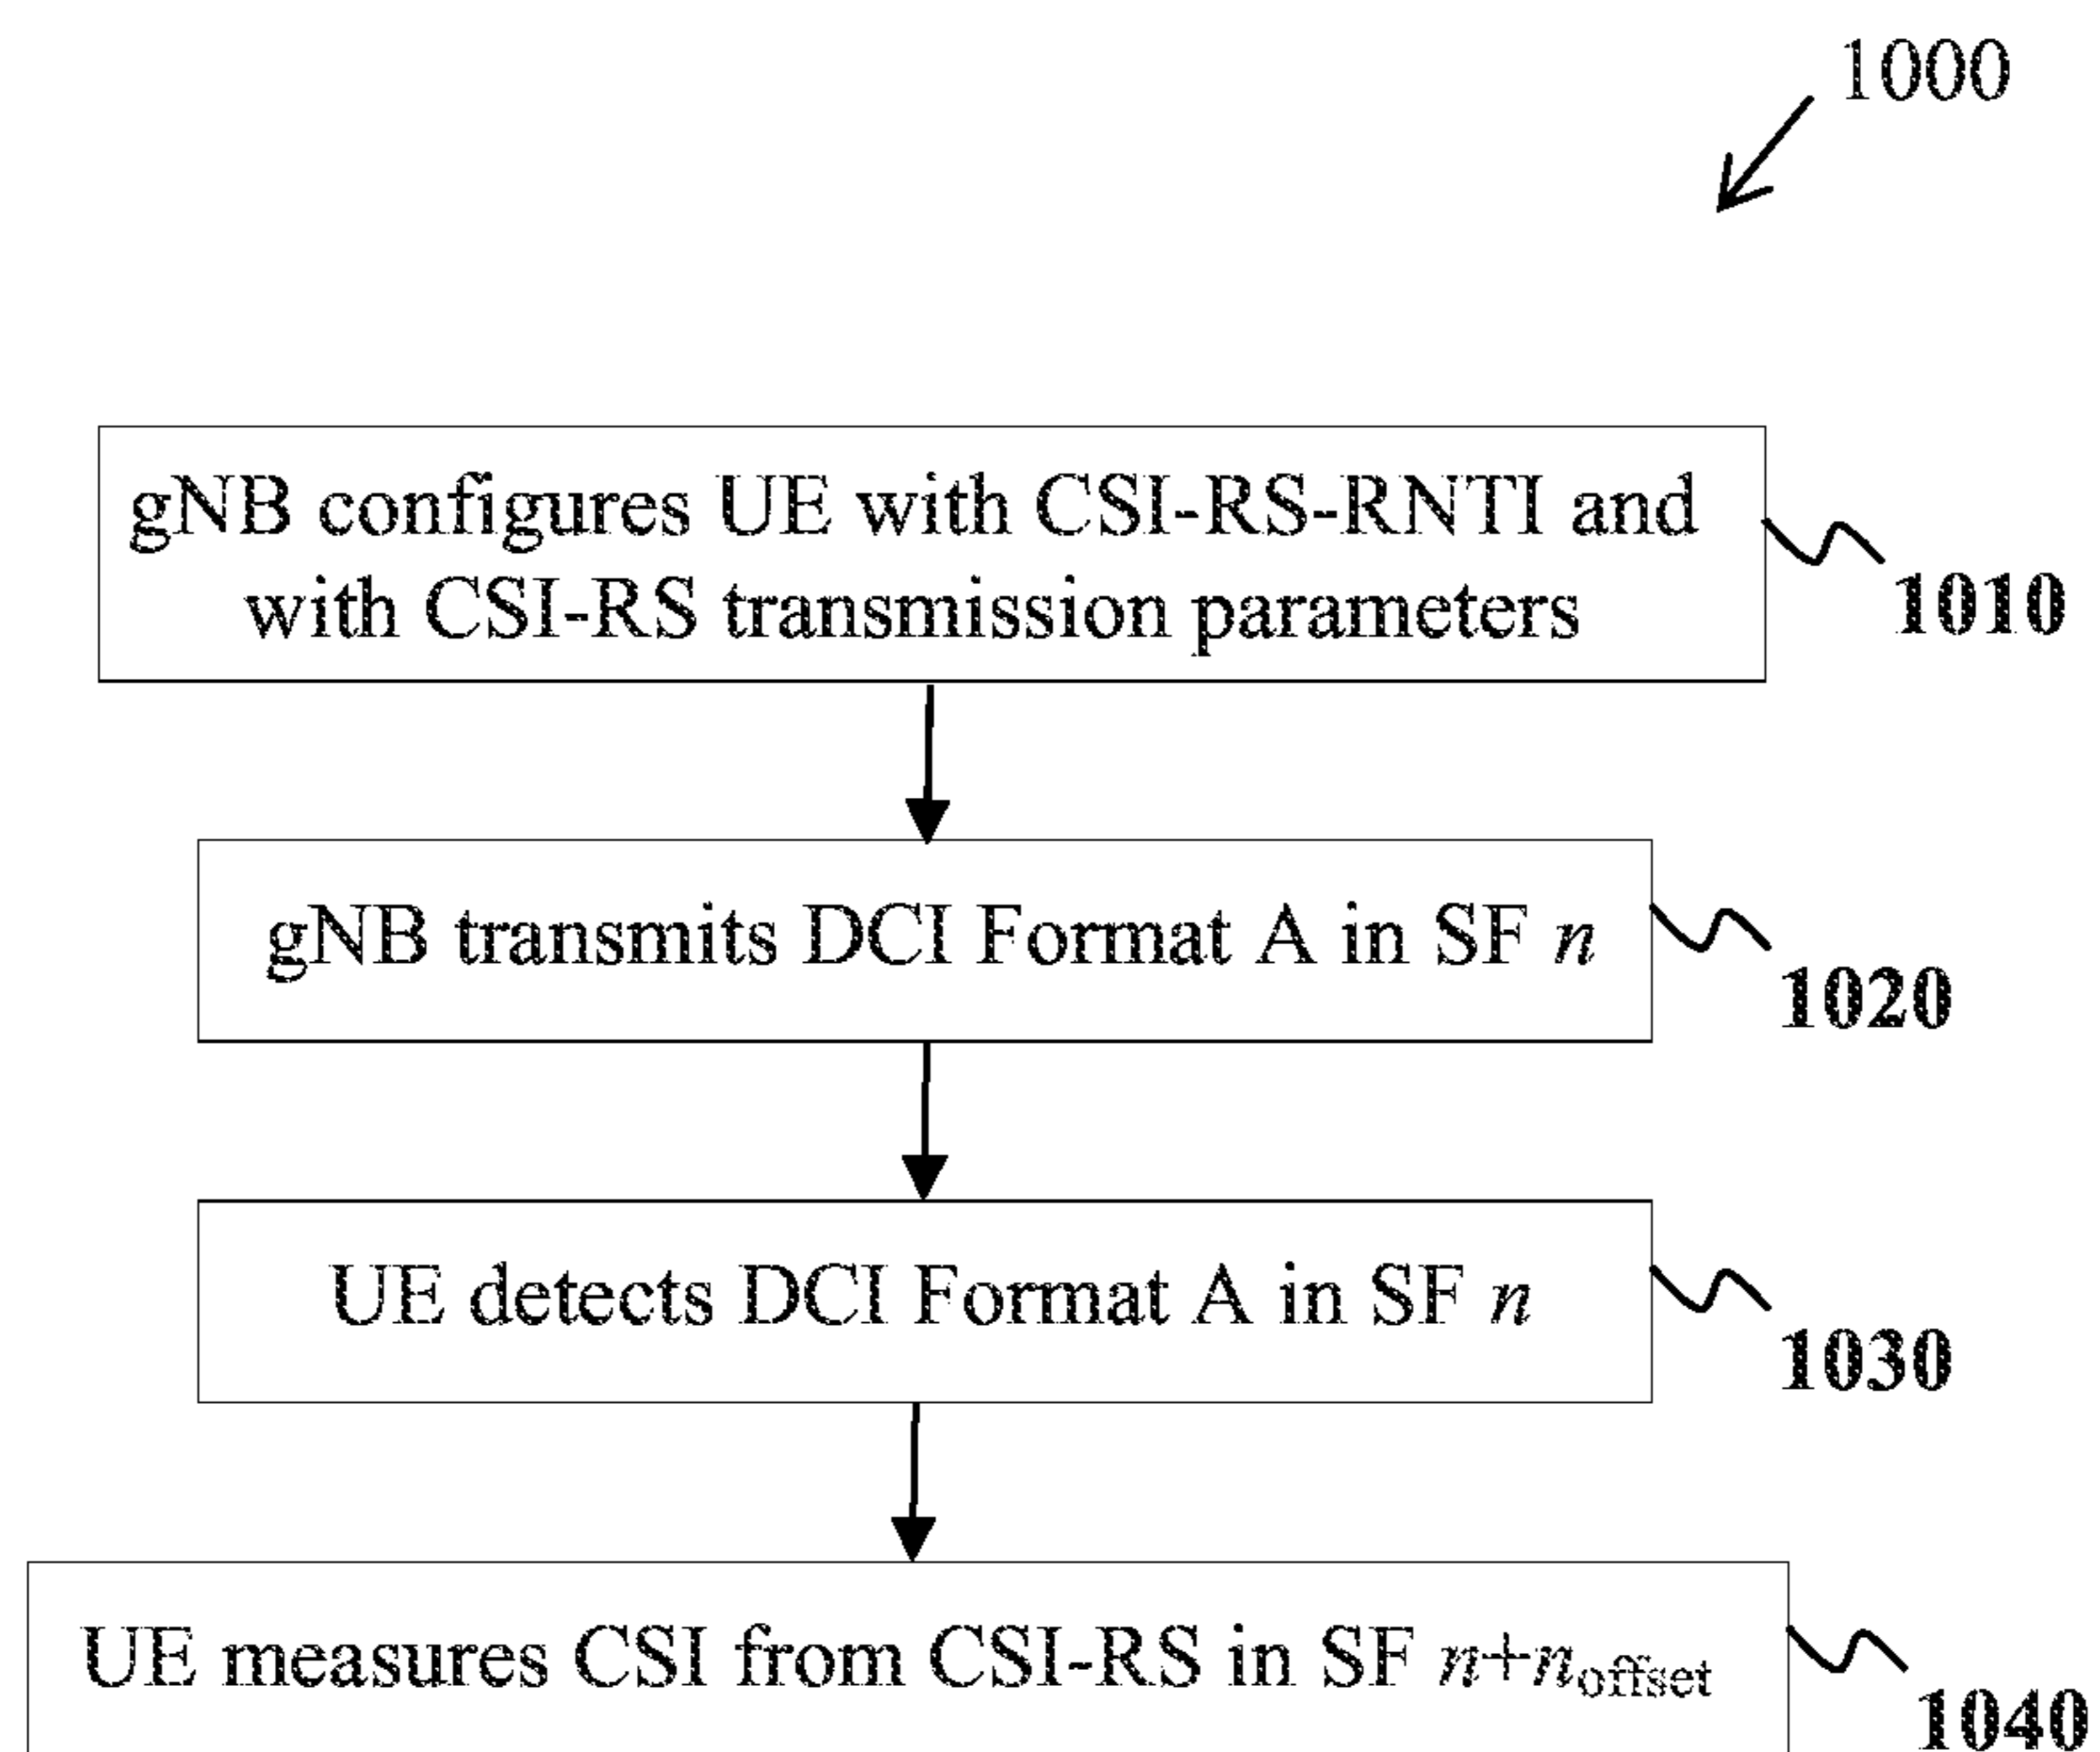 1000
gNB configures UE with CSI-RS-RNTI and
with CSI-RS transmission parameters
1010
gNB transmits DCI Format A in SF n
1020
UE detects DCI Format A in SF n
1030
UE measures CSI from CSI-RS in SF n+noffset
1040